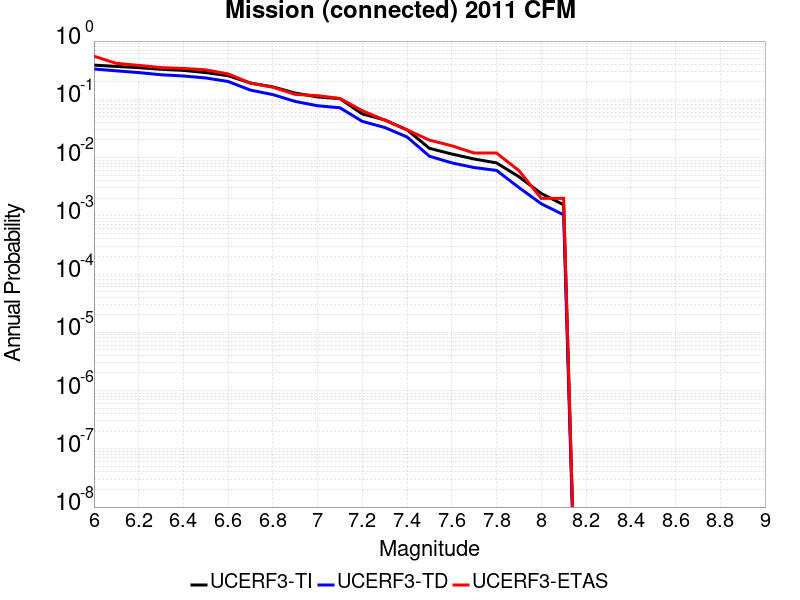 Mission (connected) 2011 CFM
Annual Probability
10^0
10^-1
10^-2
10^-3
10^-4
10^-5
10^-6
10^-7
10^-8
6 6.2 6.4 6.6 6.8 7 7.2 7.4 7.6 7.8 8 8.2 8.4 8.6 8.8 9
Magnitude
UCERF3-TI UCERF3-TD UCERF3-ETAS